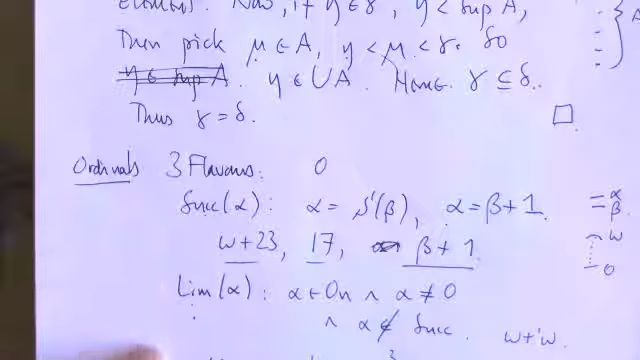 elements. Now, if η ∈ γ, η < sup A,
Then pick μ ∈ A, η < μ < γ. So
η ∈ sup A η ∈ ∪A. Hence γ ⊆ δ.
Thus γ = δ. □
Ordinals 3 Flavours: 0
Succ(α): α = S(β), α = β + 1.
ω + 23, 17, β + 1
Lim(α): α ∈ On ∧ α ≠ 0
∧ α ∉ Succ. ω + ω.
= α
β
ω
0